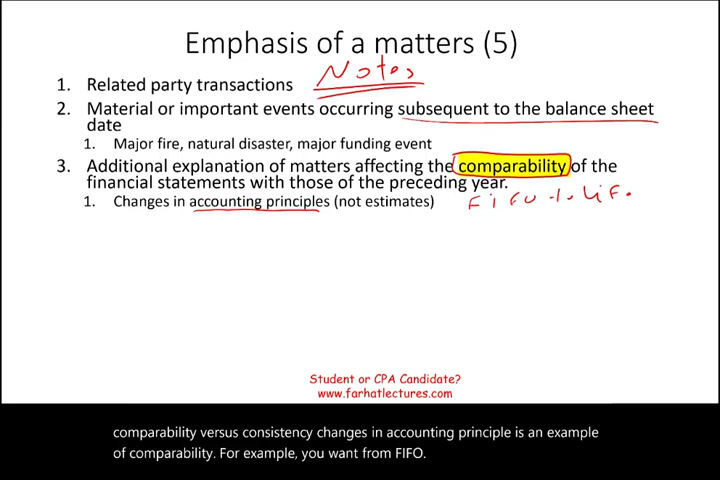 Emphasis of a matters (5)
Notes
1. Related party transactions
2. Material or important events occurring subsequent to the balance sheet
date
1. Major fire, natural disaster, major funding event
3. Additional explanation of matters affecting the comparability of the
financial statements with those of the preceding year.
1. Changes in accounting principles (not estimates)
FIFO to LIFO
Student or CPA Candidate?
www.farhatlectures.com
comparability versus consistency changes in accounting principle is an example
of comparability. For example, you want from FIFO.